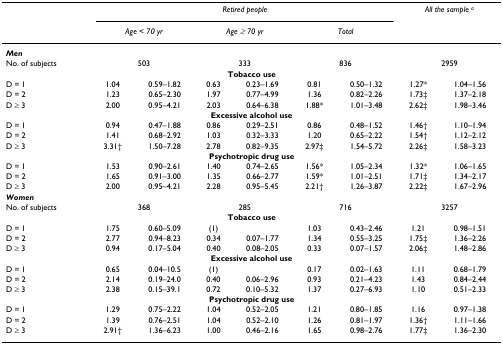 Retired people All the sample a
Age < 70 yr Age ≥ 70 yr Total
Men
No. of subjects 503 333 836 2959
Tobacco use
D = 1 1.04 0.59–1.82 0.63 0.23–1.69 0.81 0.50–1.32 1.27* 1.04–1.56
D = 2 1.23 0.65–2.30 1.97 0.77–4.99 1.36 0.82–2.26 1.73‡ 1.37–2.18
D ≥ 3 2.00 0.95–4.21 2.03 0.64–6.38 1.88* 1.01–3.48 2.62‡ 1.98–3.46
Excessive alcohol use
D = 1 0.94 0.47–1.88 0.86 0.29–2.51 0.86 0.48–1.52 1.46† 1.10–1.94
D = 2 1.41 0.68–2.92 1.03 0.32–3.33 1.20 0.65–2.22 1.54† 1.12–2.12
D ≥ 3 3.31† 1.50–7.28 2.78 0.82–9.35 2.97‡ 1.54–5.72 2.26‡ 1.58–3.23
Psychotropic drug use
D = 1 1.53 0.90–2.61 1.40 0.74–2.65 1.56* 1.05–2.34 1.32* 1.06–1.65
D = 2 1.65 0.91–3.00 1.35 0.66–2.77 1.59* 1.01–2.51 1.71‡ 1.34–2.17
D ≥ 3 2.00 0.95–4.21 2.28 0.95–5.45 2.21† 1.26–3.87 2.22‡ 1.67–2.96
Women
No. of subjects 368 285 716 3257
Tobacco use
D = 1 1.75 0.60–5.09 (1) 1.03 0.43–2.46 1.21 0.98–1.51
D = 2 2.77 0.94–8.23 0.34 0.07–1.77 1.34 0.55–3.25 1.75‡ 1.36–2.26
D ≥ 3 0.94 0.17–5.04 0.40 0.08–2.05 0.33 0.07–1.57 2.06‡ 1.48–2.86
Excessive alcohol use
D = 1 0.65 0.04–10.5 (1) 0.17 0.02–1.63 1.11 0.68–1.79
D = 2 2.14 0.19–24.0 0.40 0.06–2.96 0.93 0.21–4.23 1.43 0.84–2.44
D ≥ 3 2.38 0.15–39.1 0.72 0.10–5.32 1.37 0.27–6.93 1.10 0.51–2.33
Psychotropic drug use
D = 1 1.29 0.75–2.22 1.04 0.52–2.05 1.21 0.80–1.85 1.16 0.97–1.38
D = 2 1.39 0.76–2.51 1.04 0.52–2.10 1.26 0.81–1.97 1.36† 1.11–1.66
D ≥ 3 2.91† 1.36–6.23 1.00 0.46–2.16 1.65 0.98–2.76 1.77‡ 1.36–2.30